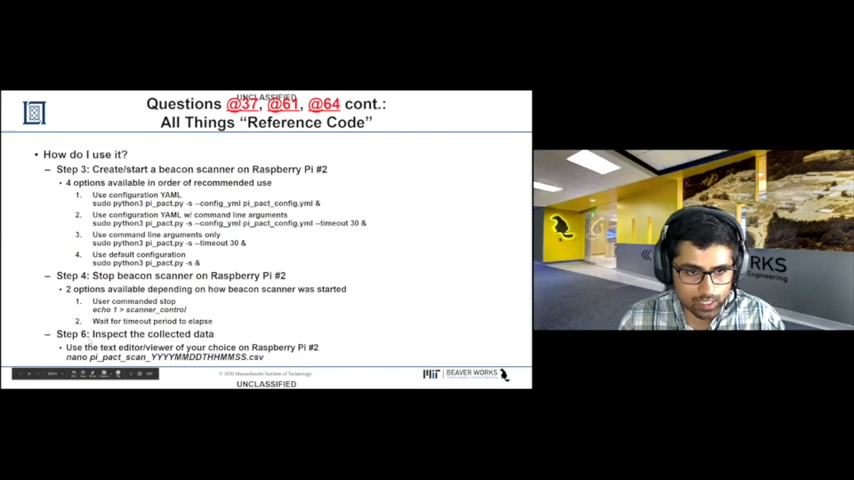 UNCLASSIFIED
Questions @37, @61, @64 cont.:
All Things “Reference Code”
• How do I use it?
– Step 3: Create/start a beacon scanner on Raspberry Pi #2
• 4 options available in order of recommended use
1. Use configuration YAML
sudo python3 pi_pact.py -s --config_yml pi_pact_config.yml &
2. Use configuration YAML w/ command line arguments
sudo python3 pi_pact.py -s --config_yml pi_pact_config.yml --timeout 30 &
3. Use command line arguments only
sudo python3 pi_pact.py -s --timeout 30 &
4. Use default configuration
sudo python3 pi_pact.py -s &
– Step 4: Stop beacon scanner on Raspberry Pi #2
• 2 options available depending on how beacon scanner was started
1. User commanded stop
echo 1 > scanner_control
2. Wait for timeout period to elapse
– Step 6: Inspect the collected data
• Use the text editor/viewer of your choice on Raspberry Pi #2
nano pi_pact_scan_YYYYMMDDTHHMMSS.csv
© 2020 Massachusetts Institute of Technology
MIT BEAVER WORKS
UNCLASSIFIED
RKS
Engineering